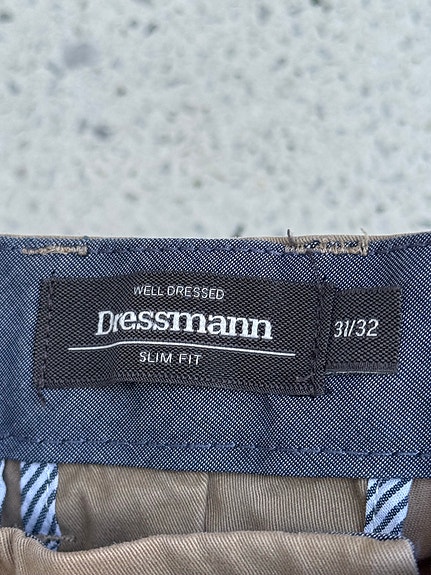 WELL DRESSED
Dressmann
SLIM FIT
31/32